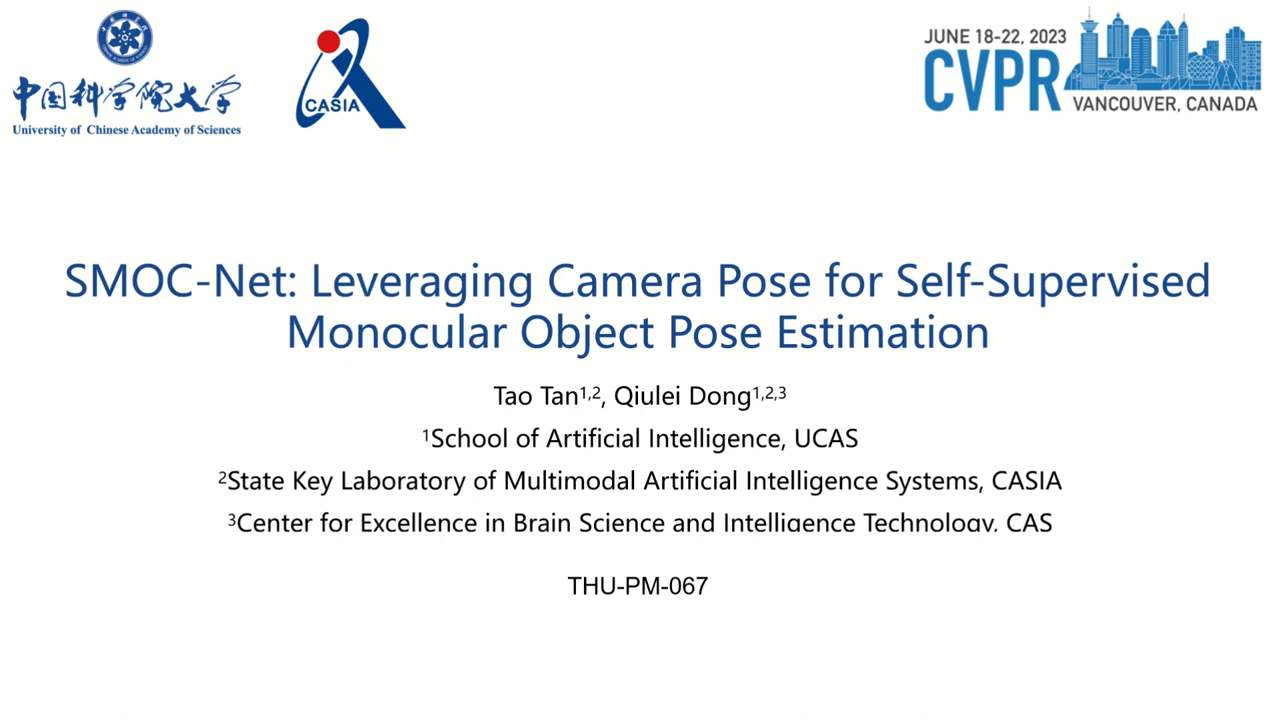 中国科学院大学
University of Chinese Academy of Sciences
CASIA
JUNE 18-22, 2023
CVPR
VANCOUVER, CANADA
SMOC-Net: Leveraging Camera Pose for Self-Supervised
Monocular Object Pose Estimation
Tao Tan1,2, Qiulei Dong1,2,3
1School of Artificial Intelligence, UCAS
2State Key Laboratory of Multimodal Artificial Intelligence Systems, CASIA
3Center for Excellence in Brain Science and Intelligence Technology, CAS
THU-PM-067